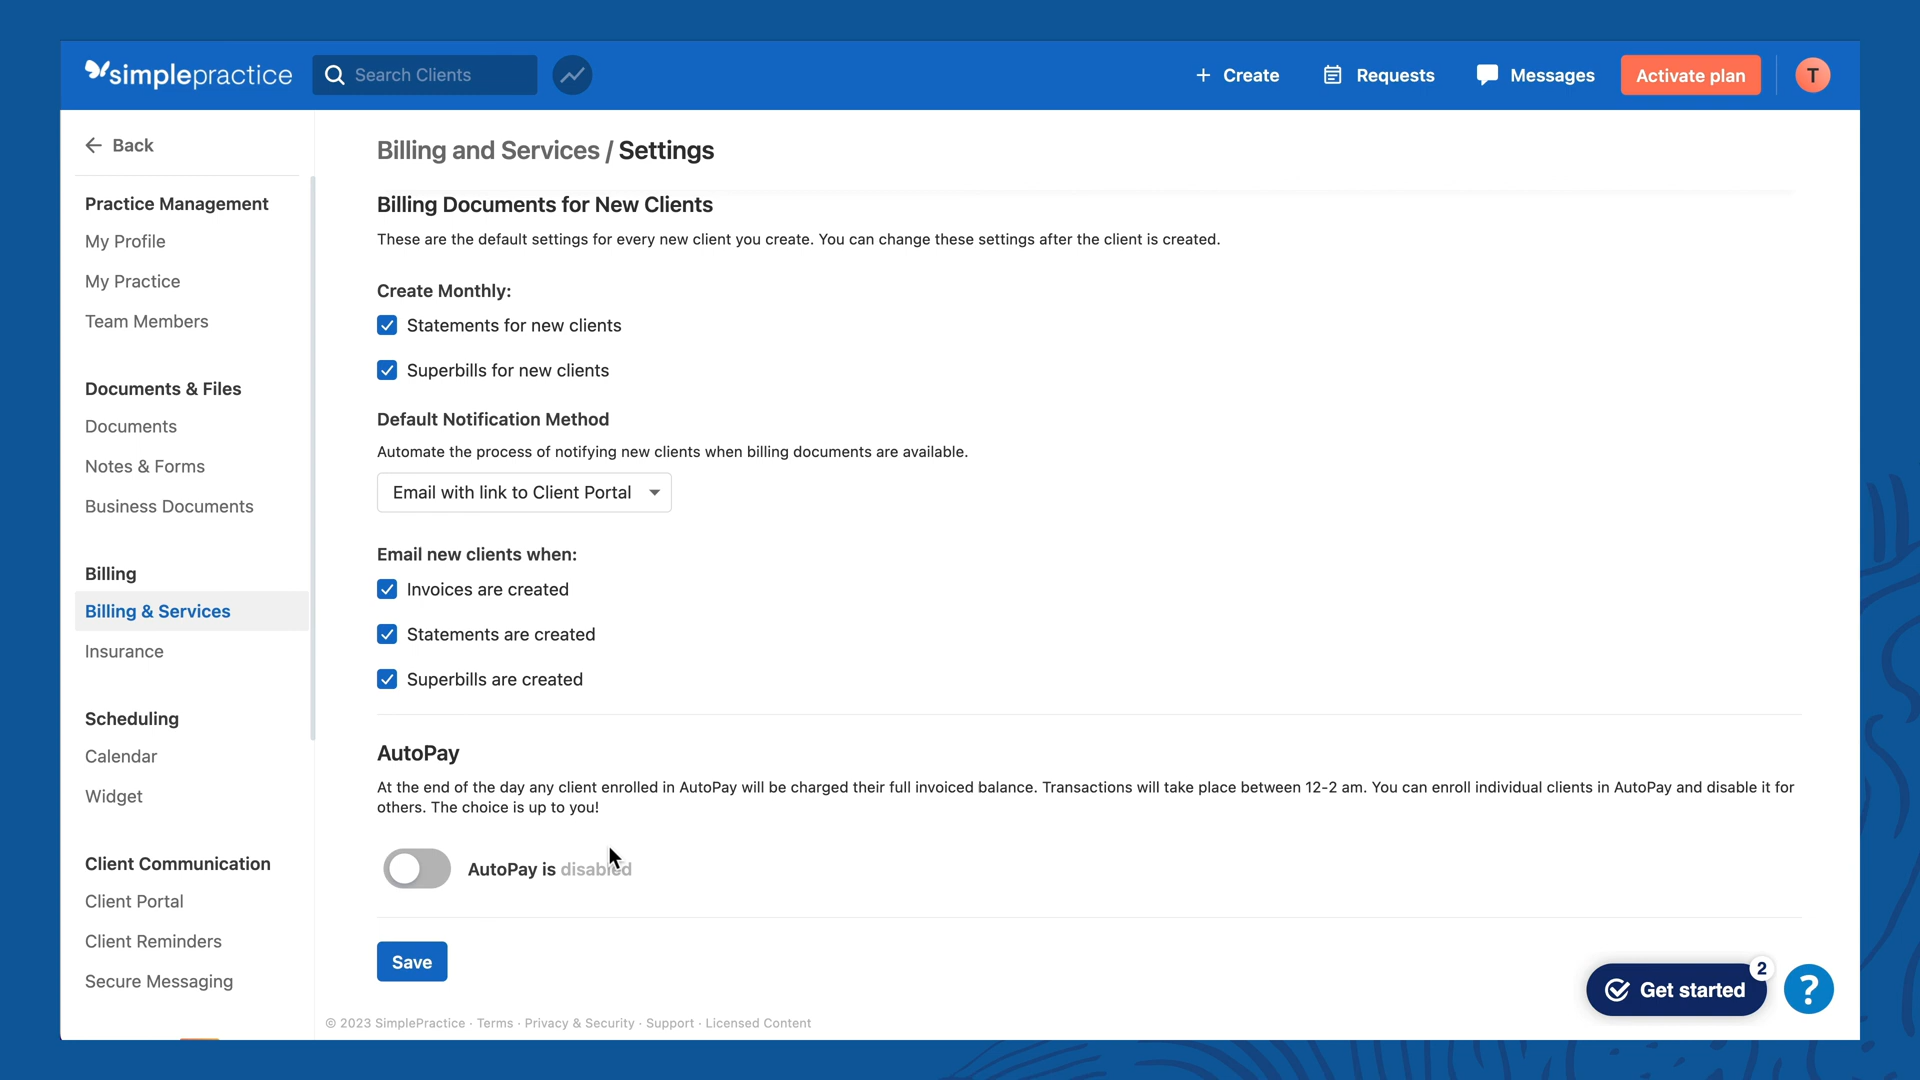 simplepractice
Search Clients
Create
Requests
Messages
Activate plan
T
Back
Practice Management
My Profile
My Practice
Team Members
Documents & Files
Documents
Notes & Forms
Business Documents
Billing
Billing & Services
Insurance
Scheduling
Calendar
Widget
Client Communication
Client Portal
Client Reminders
Secure Messaging
Billing and Services / Settings
Billing Documents for New Clients
These are the default settings for every new client you create. You can change these settings after the client is created.
Create Monthly:
Statements for new clients
Superbills for new clients
Default Notification Method
Automate the process of notifying new clients when billing documents are available.
Email with link to Client Portal
Email new clients when:
Invoices are created
Statements are created
Superbills are created
AutoPay
At the end of the day any client enrolled in AutoPay will be charged their full invoiced balance. Transactions will take place between 12-2 am. You can enroll individual clients in AutoPay and disable it for
others. The choice is up to you!
AutoPay is disabled
Save
Get started
2
?
© 2023 SimplePractice · Terms · Privacy & Security · Support · Licensed Content